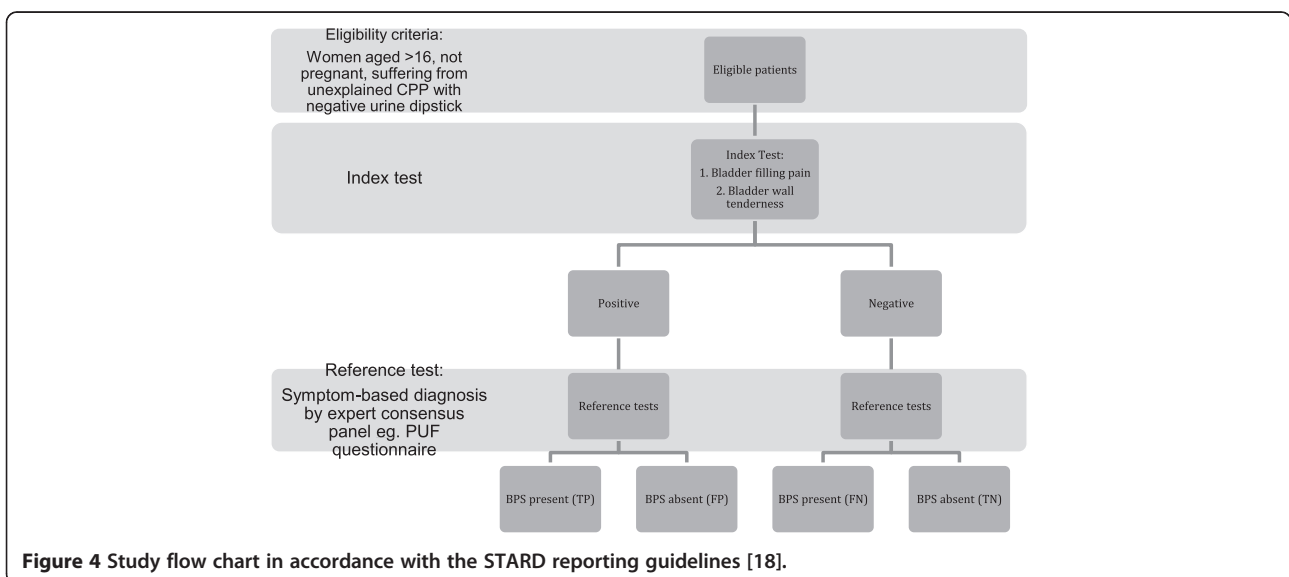 Eligibility criteria:
Women aged >16, not
pregnant, suffering from
unexplained CPP with
negative urine dipstick
Eligible patients
Index test
Index Test:
1. Bladder filling pain
2. Bladder wall
tenderness
Positive
Negative
Reference test:
Symptom-based diagnosis
by expert consensus
panel eg. PUF
questionnaire
Reference tests
Reference tests
BPS present (TP)
BPS absent (FP)
BPS present (FN)
BPS absent (TN)
Figure 4 Study flow chart in accordance with the STARD reporting guidelines [18].